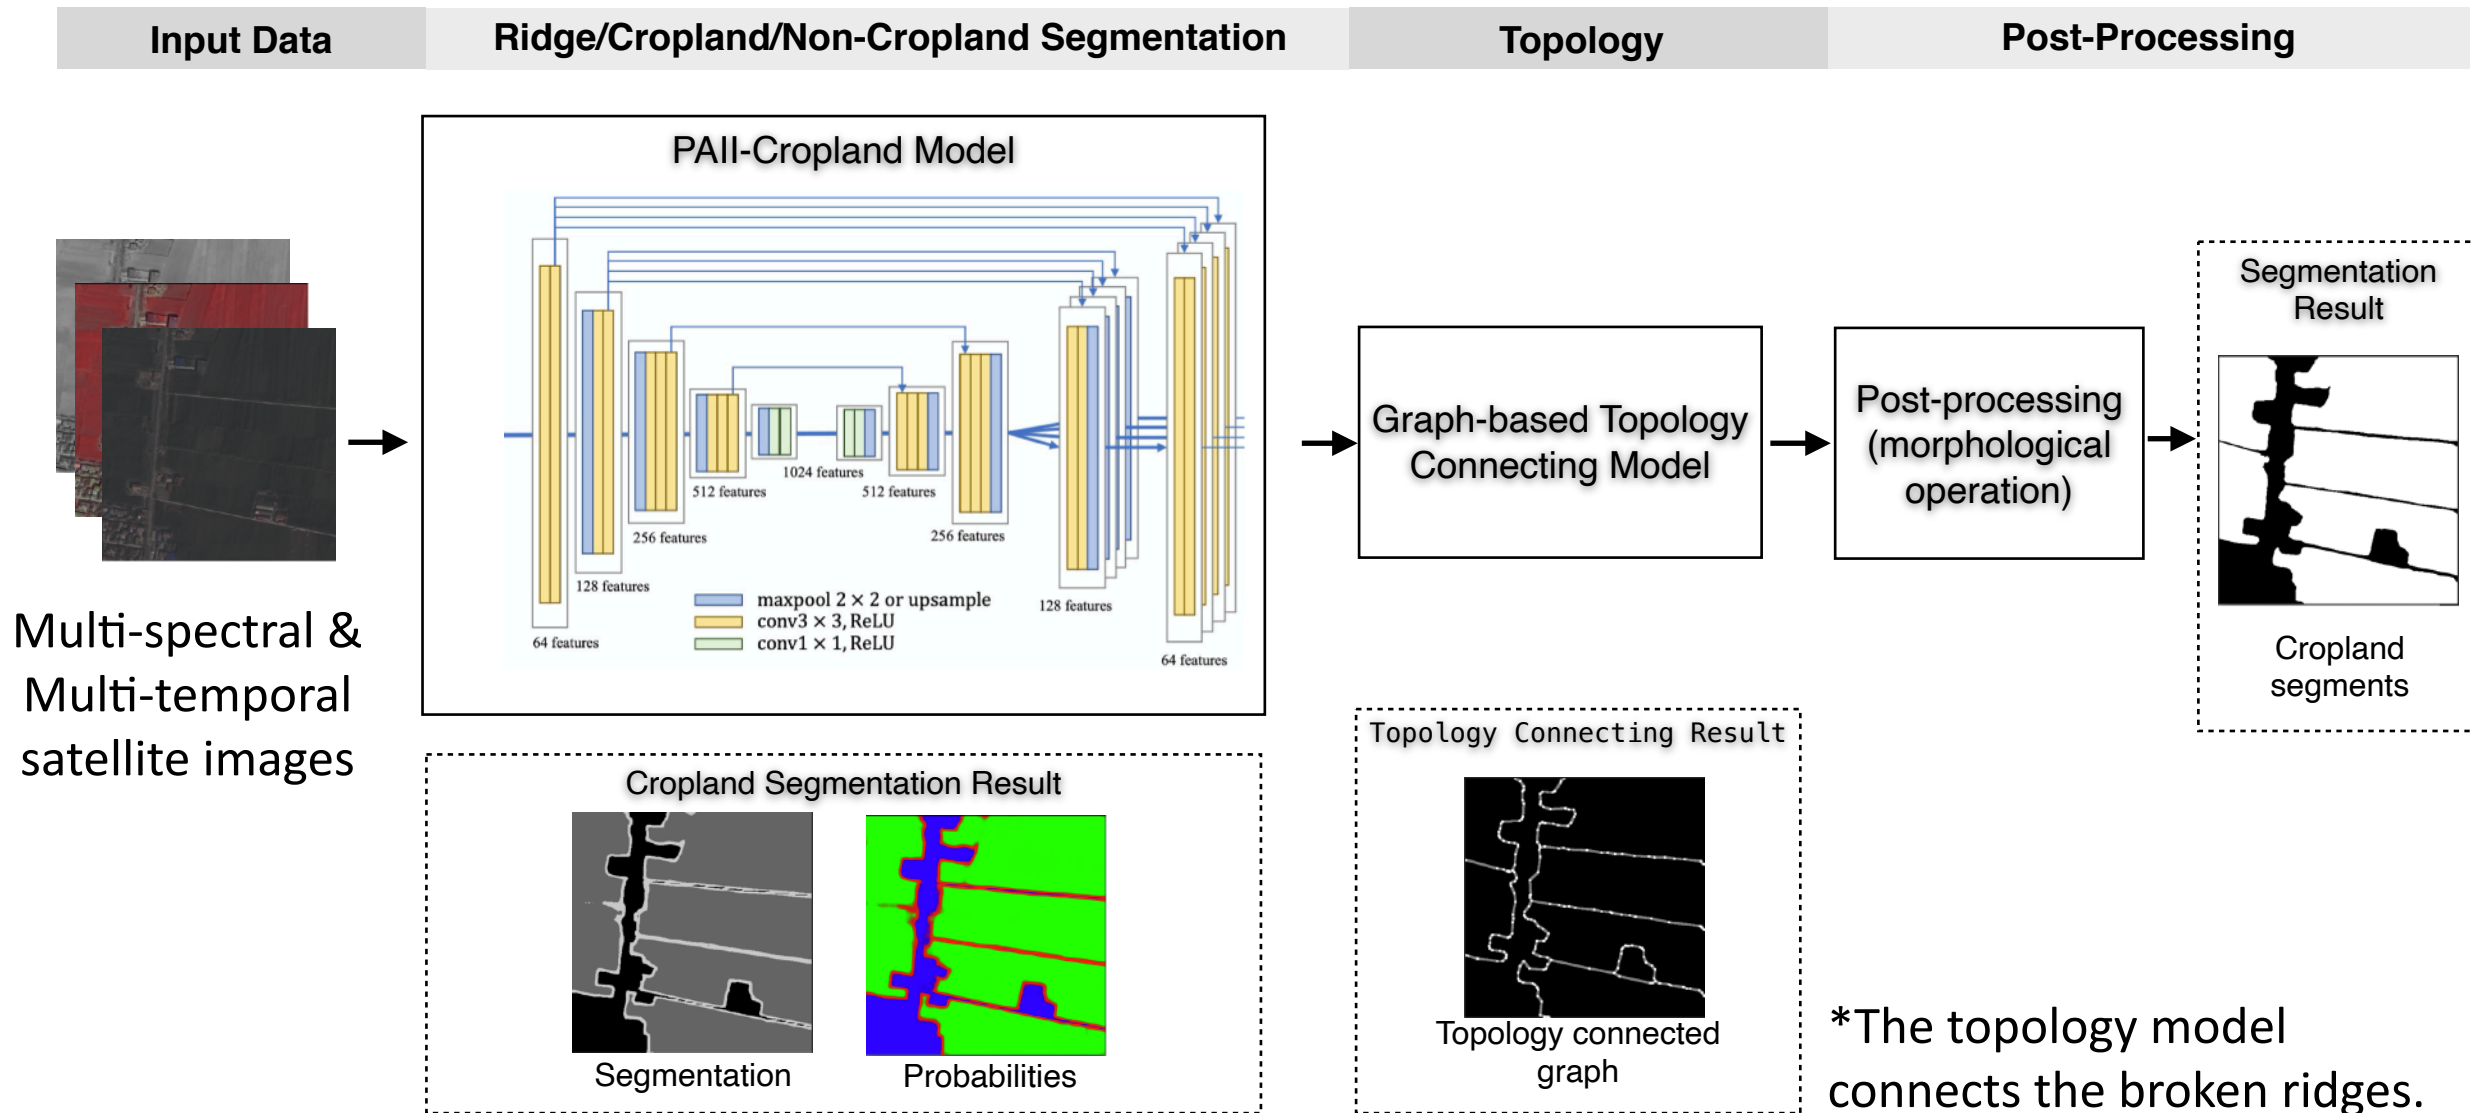 Input Data
Ridge/Cropland/Non-Cropland Segmentation
Topology
Post-Processing
PAII-Cropland Model
1024 features
512 features
512 features
256 features
256 features
128 features
128 features
64 features
64 features
maxpool 2 × 2 or upsample
conv3 × 3, ReLU
conv1 × 1, ReLU
Multi-spectral &
Multi-temporal
satellite images
Graph-based Topology
Connecting Model
Post-processing
(morphological
operation)
Segmentation
Result
Cropland
segments
Cropland Segmentation Result
Segmentation
Probabilities
Topology Connecting Result
Topology connected
graph
*The topology model
connects the broken ridges.